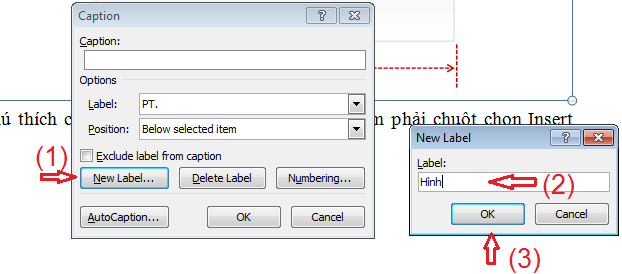 Caption
Caption:
Options
Label: PT.
Position: Below selected item
Exclude label from caption
New Label... Delete Label Numbering...
AutoCaption... OK Cancel
(1)
thích c
phải chuột chọn Insert
New Label
Label:
Hình
(2)
OK Cancel
(3)